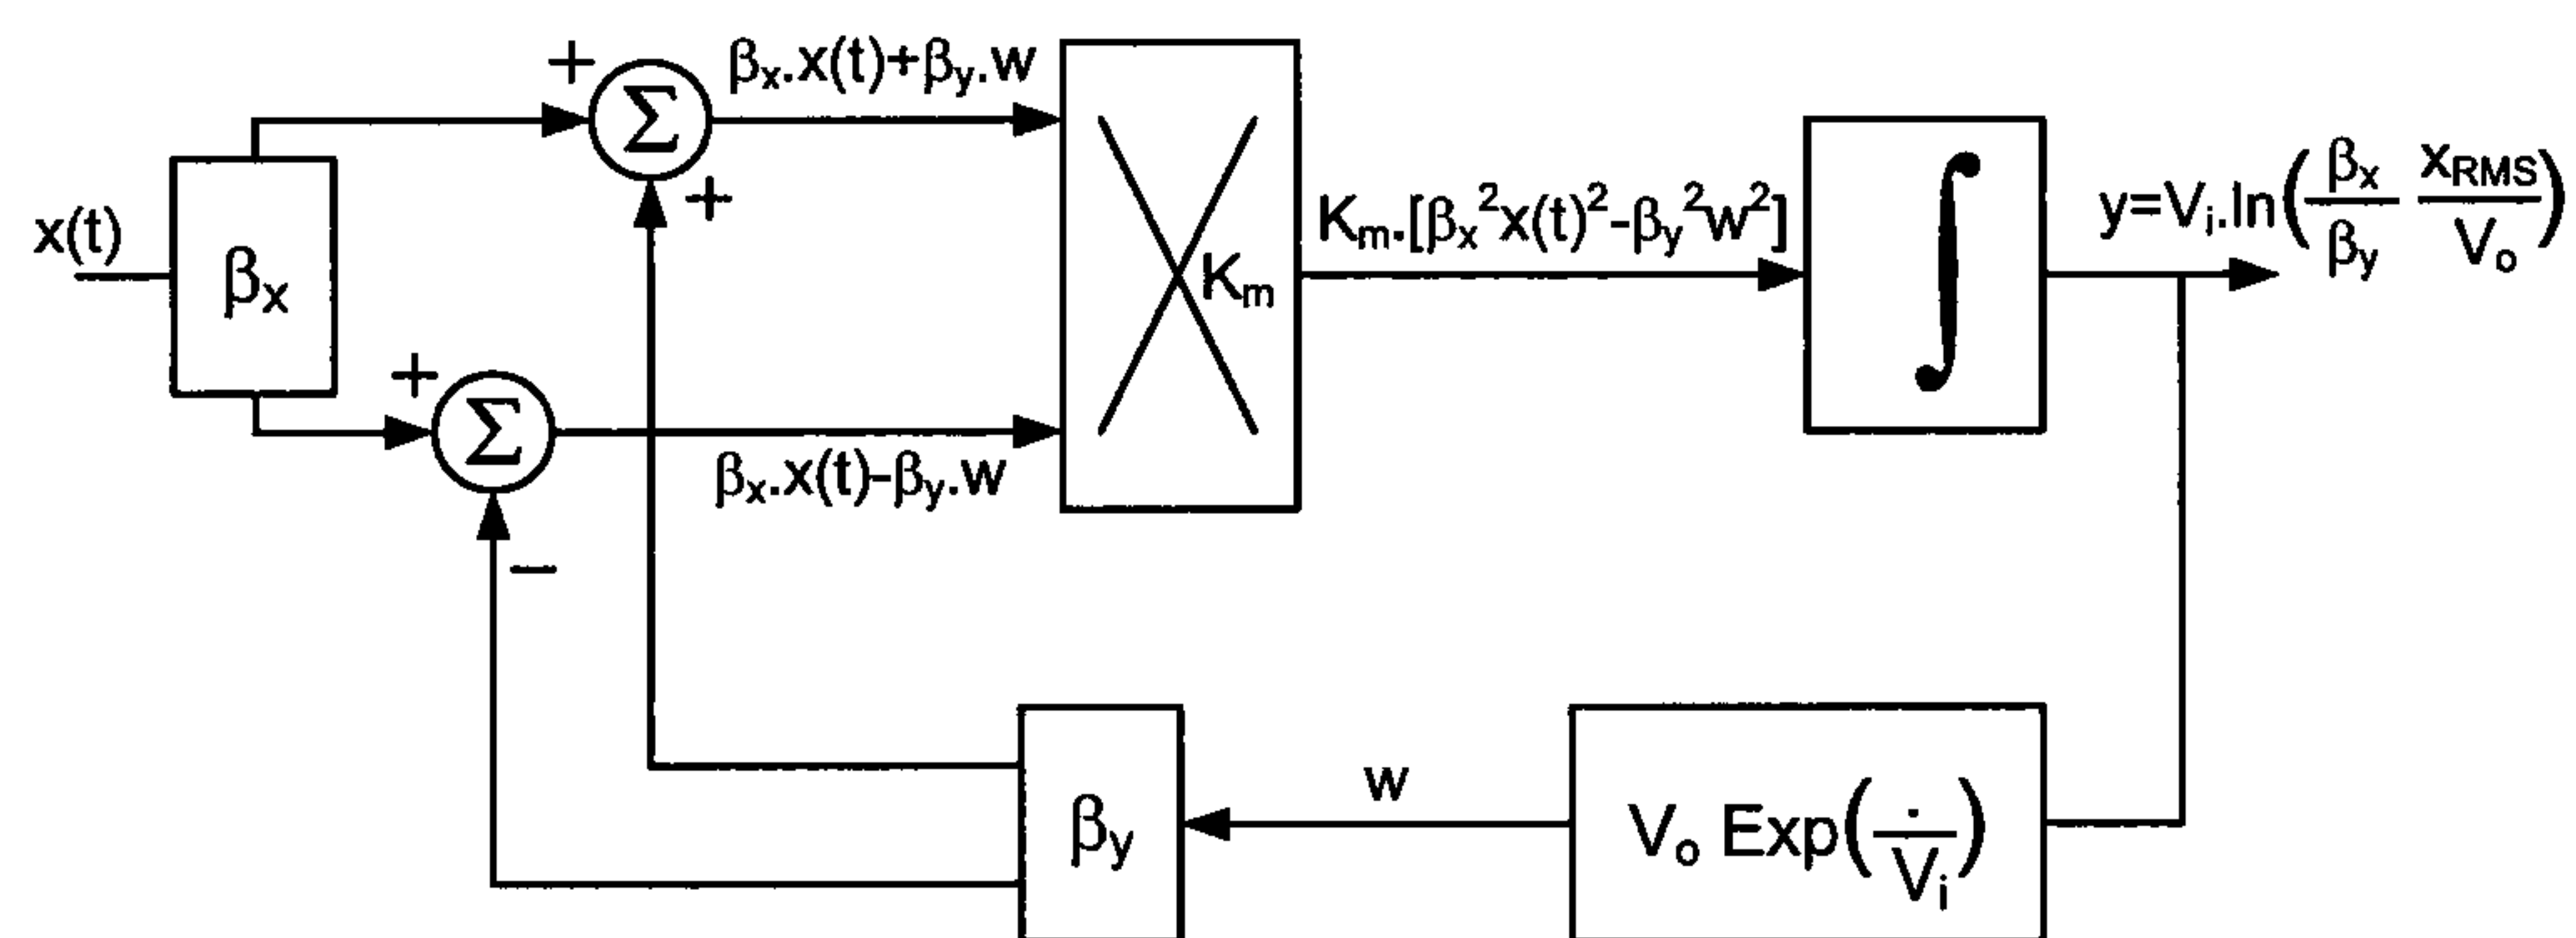 x(t)
βx
+
Σ
+
βx.x(t)+βy.w
+
Σ
−
βx.x(t)-βy.w
Km
Km.[βx²x(t)²-βy²w²]
∫
y=Vi.ln(βx/βy xRMS/Vo)
βy
w
Vo Exp(·/Vi)